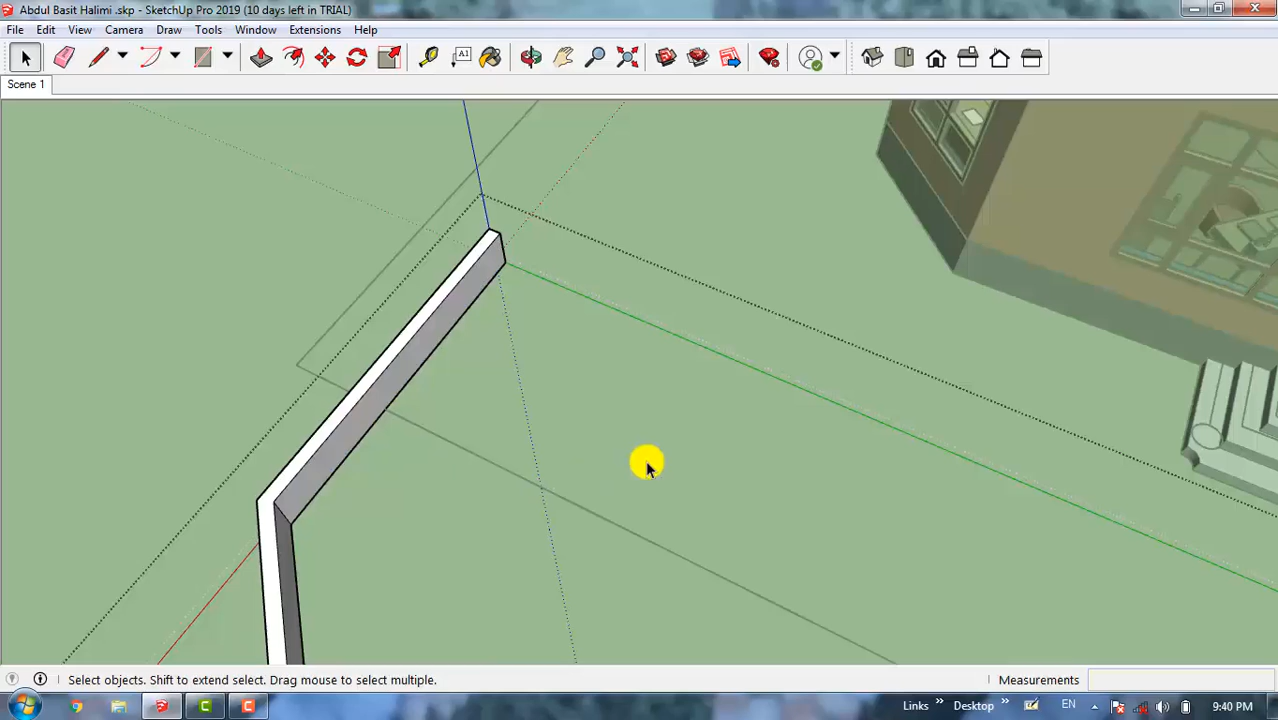 Abdul Basit Halimi .skp - SketchUp Pro 2019 (10 days left in TRIAL)
File Edit View Camera Draw Tools Window Extensions Help
A1
Scene 1
Select objects. Shift to extend select. Drag mouse to select multiple.
Measurements
Links » Desktop » EN 9:40 PM